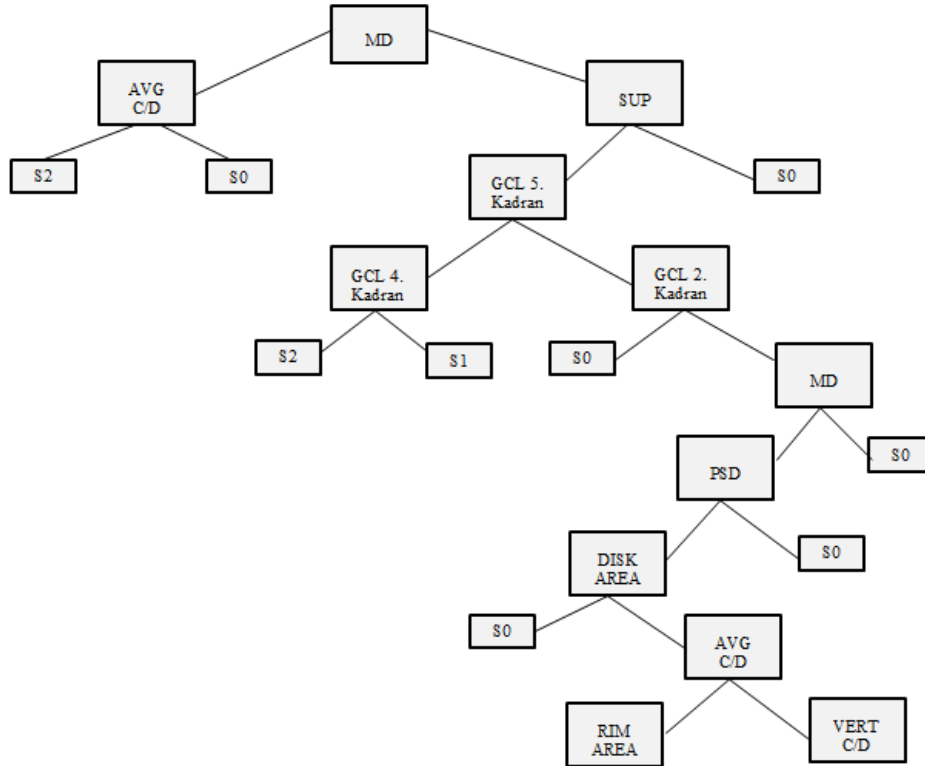 MD
AVG
C/D
SUP
S2
S0
S0
GCL 5.
Kadran
GCL 4.
Kadran
GCL 2.
Kadran
S2
S1
S0
MD
PSD
S0
DISK
AREA
S0
S0
AVG
C/D
RIM
AREA
VERT
C/D